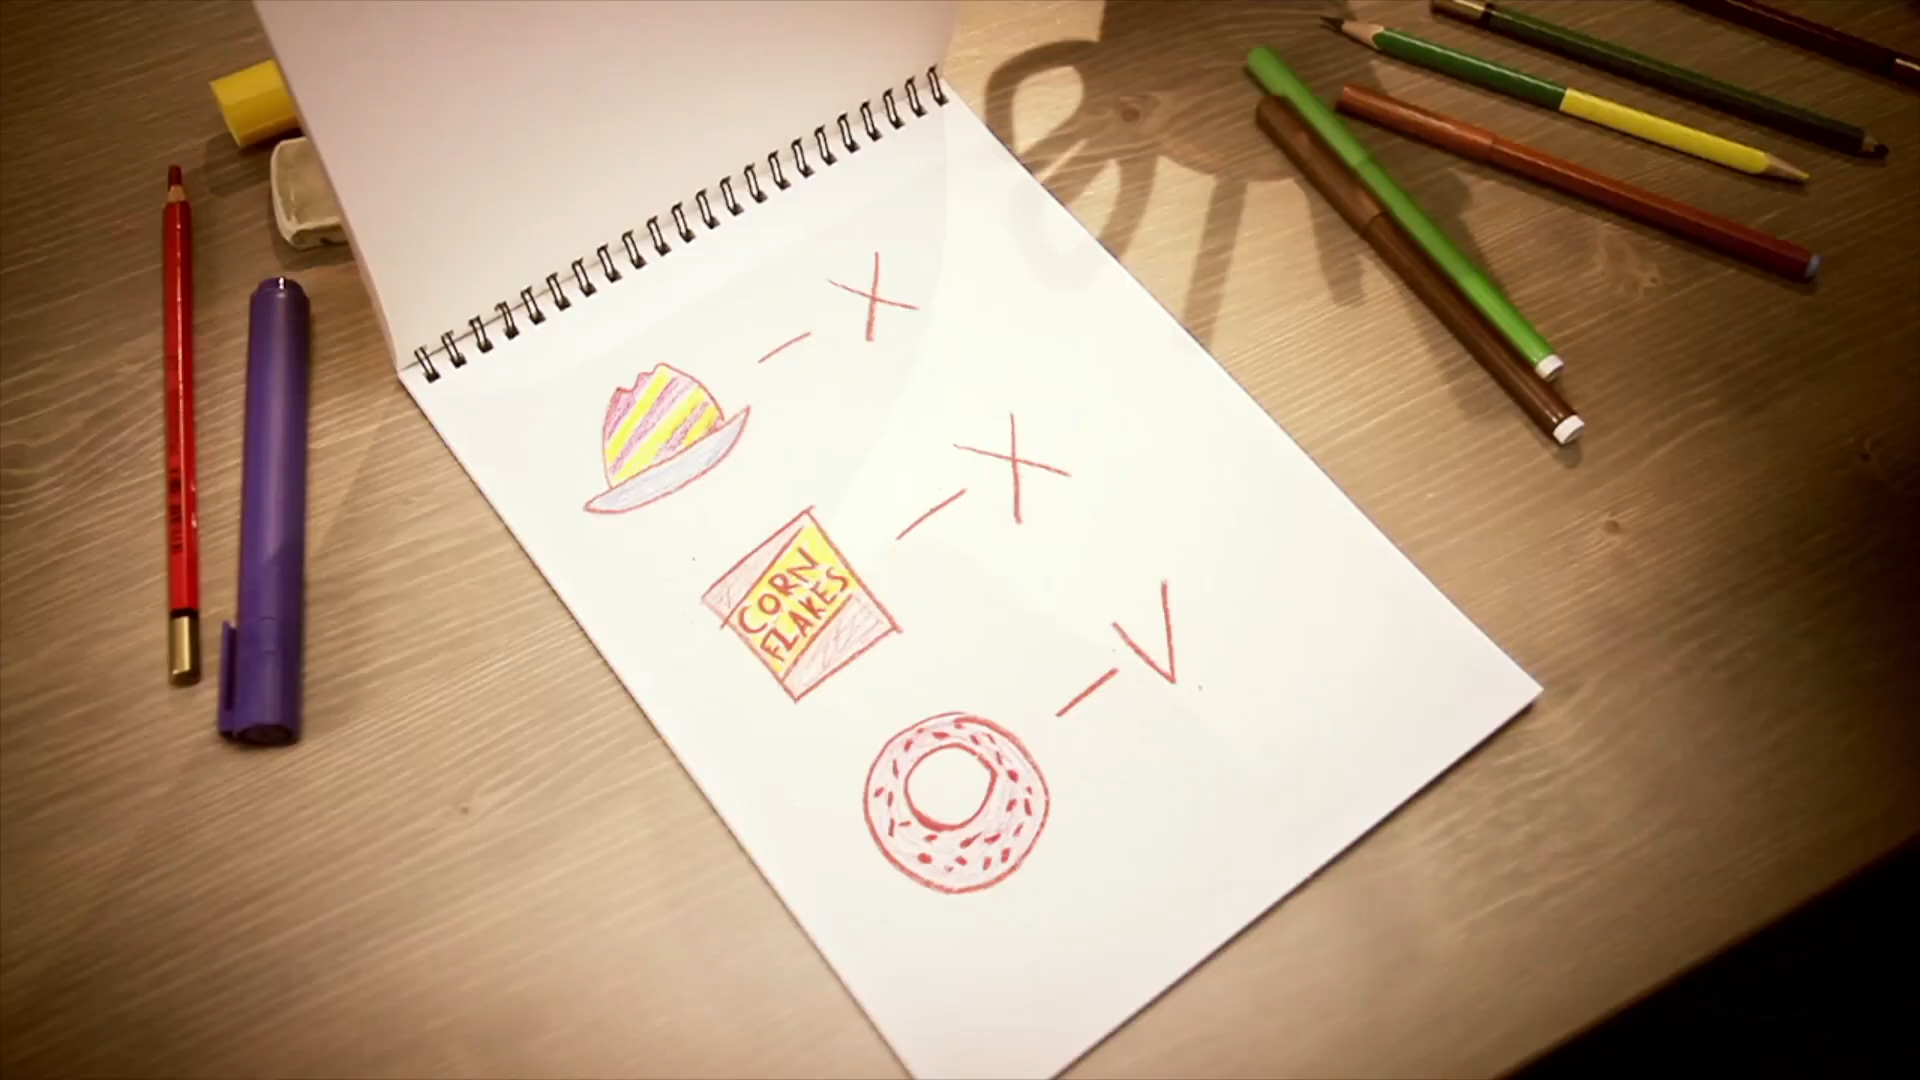 - X
- X
CORN
FLAKES
- V